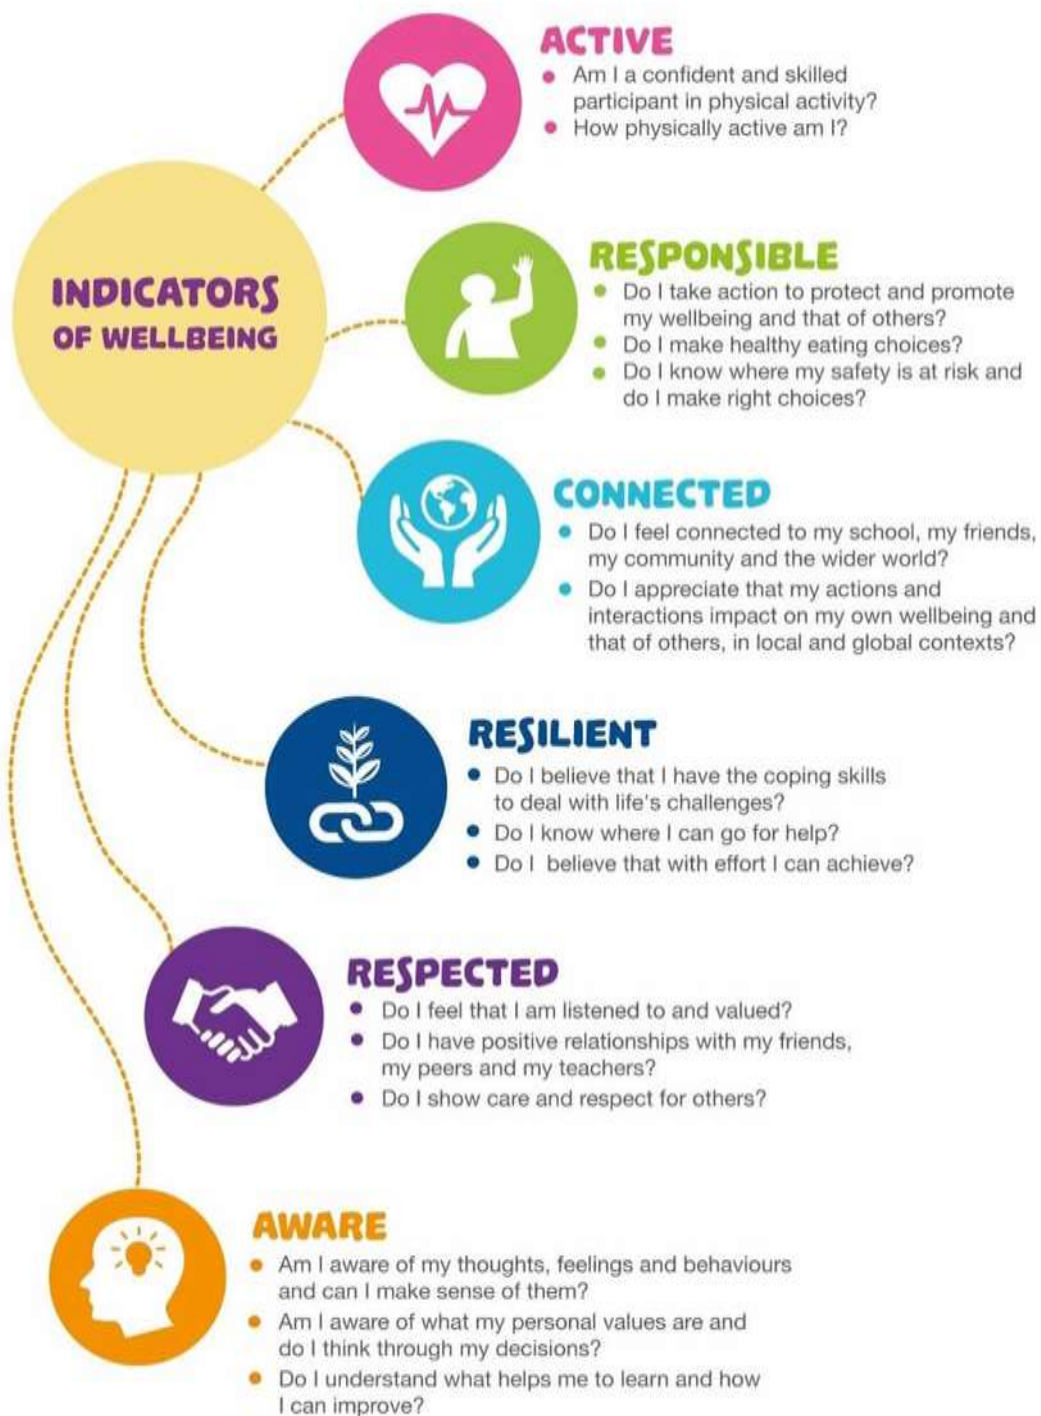 ACTIVE
Am I a confident and skilled
participant in physical activity?
How physically active am I?
INDICATORS
OF WELLBEING
RESPONSIBLE
Do I take action to protect and promote
my wellbeing and that of others?
Do I make healthy eating choices?
Do I know where my safety is at risk and
do I make right choices?
CONNECTED
Do I feel connected to my school, my friends,
my community and the wider world?
Do I appreciate that my actions and
interactions impact on my own wellbeing and
that of others, in local and global contexts?
RESILIENT
Do I believe that I have the coping skills
to deal with life's challenges?
Do I know where I can go for help?
Do I believe that with effort I can achieve?
RESPECTED
Do I feel that I am listened to and valued?
Do I have positive relationships with my friends,
my peers and my teachers?
Do I show care and respect for others?
AWARE
Am I aware of my thoughts, feelings and behaviours
and can I make sense of them?
Am I aware of what my personal values are and
do I think through my decisions?
Do I understand what helps me to learn and how
I can improve?